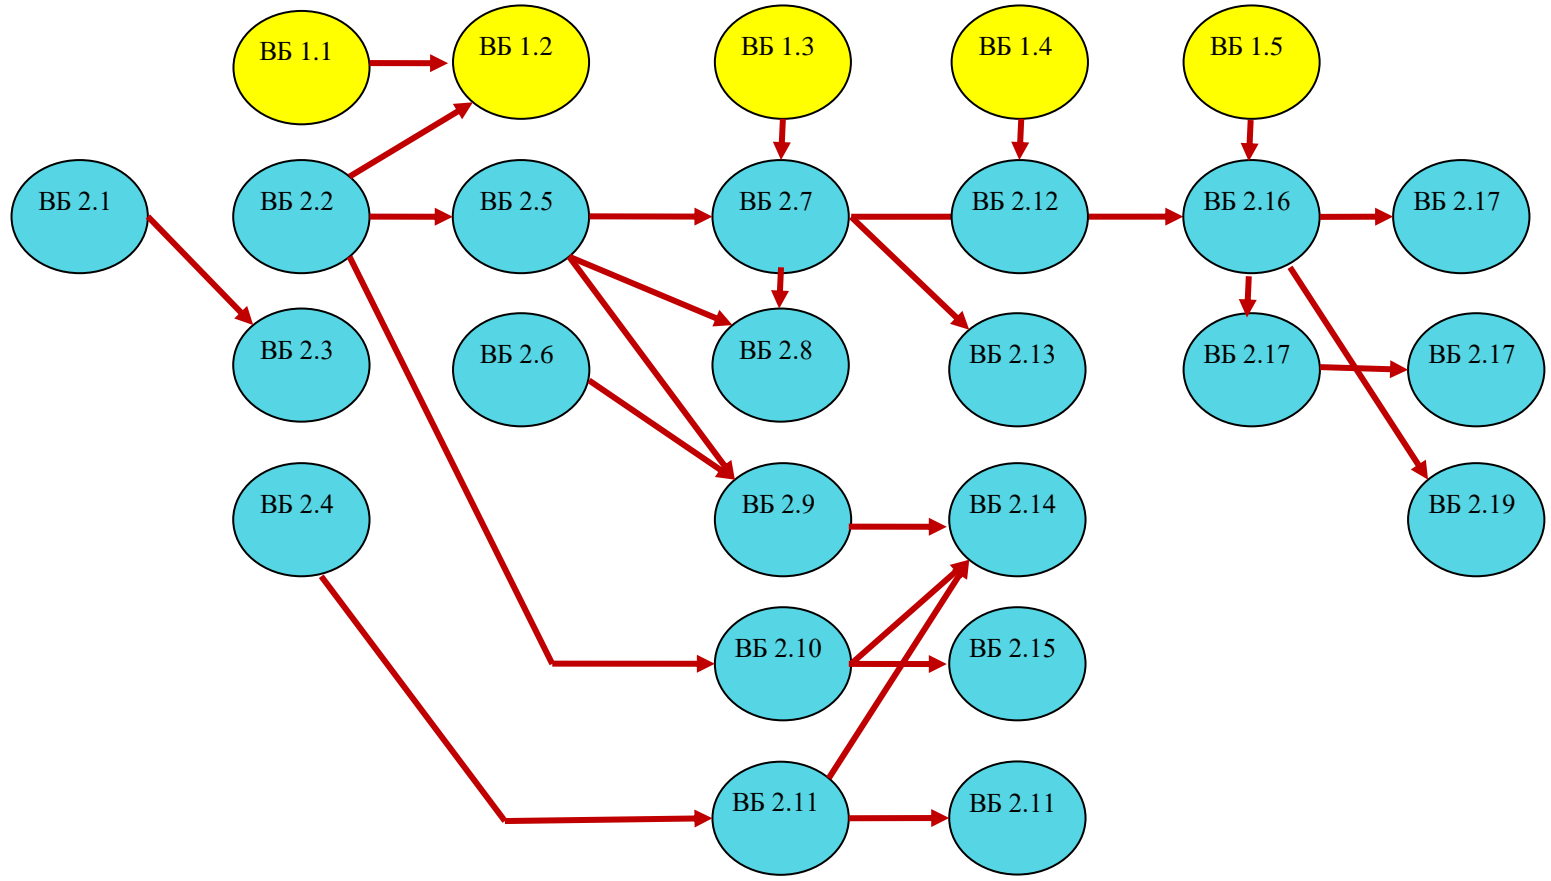 ВБ 1.1
ВБ 1.2
ВБ 1.3
ВБ 1.4
ВБ 1.5
ВБ 2.1
ВБ 2.2
ВБ 2.5
ВБ 2.7
ВБ 2.12
ВБ 2.16
ВБ 2.17
ВБ 2.3
ВБ 2.6
ВБ 2.8
ВБ 2.13
ВБ 2.17
ВБ 2.17
ВБ 2.4
ВБ 2.9
ВБ 2.14
ВБ 2.19
ВБ 2.10
ВБ 2.15
ВБ 2.11
ВБ 2.11